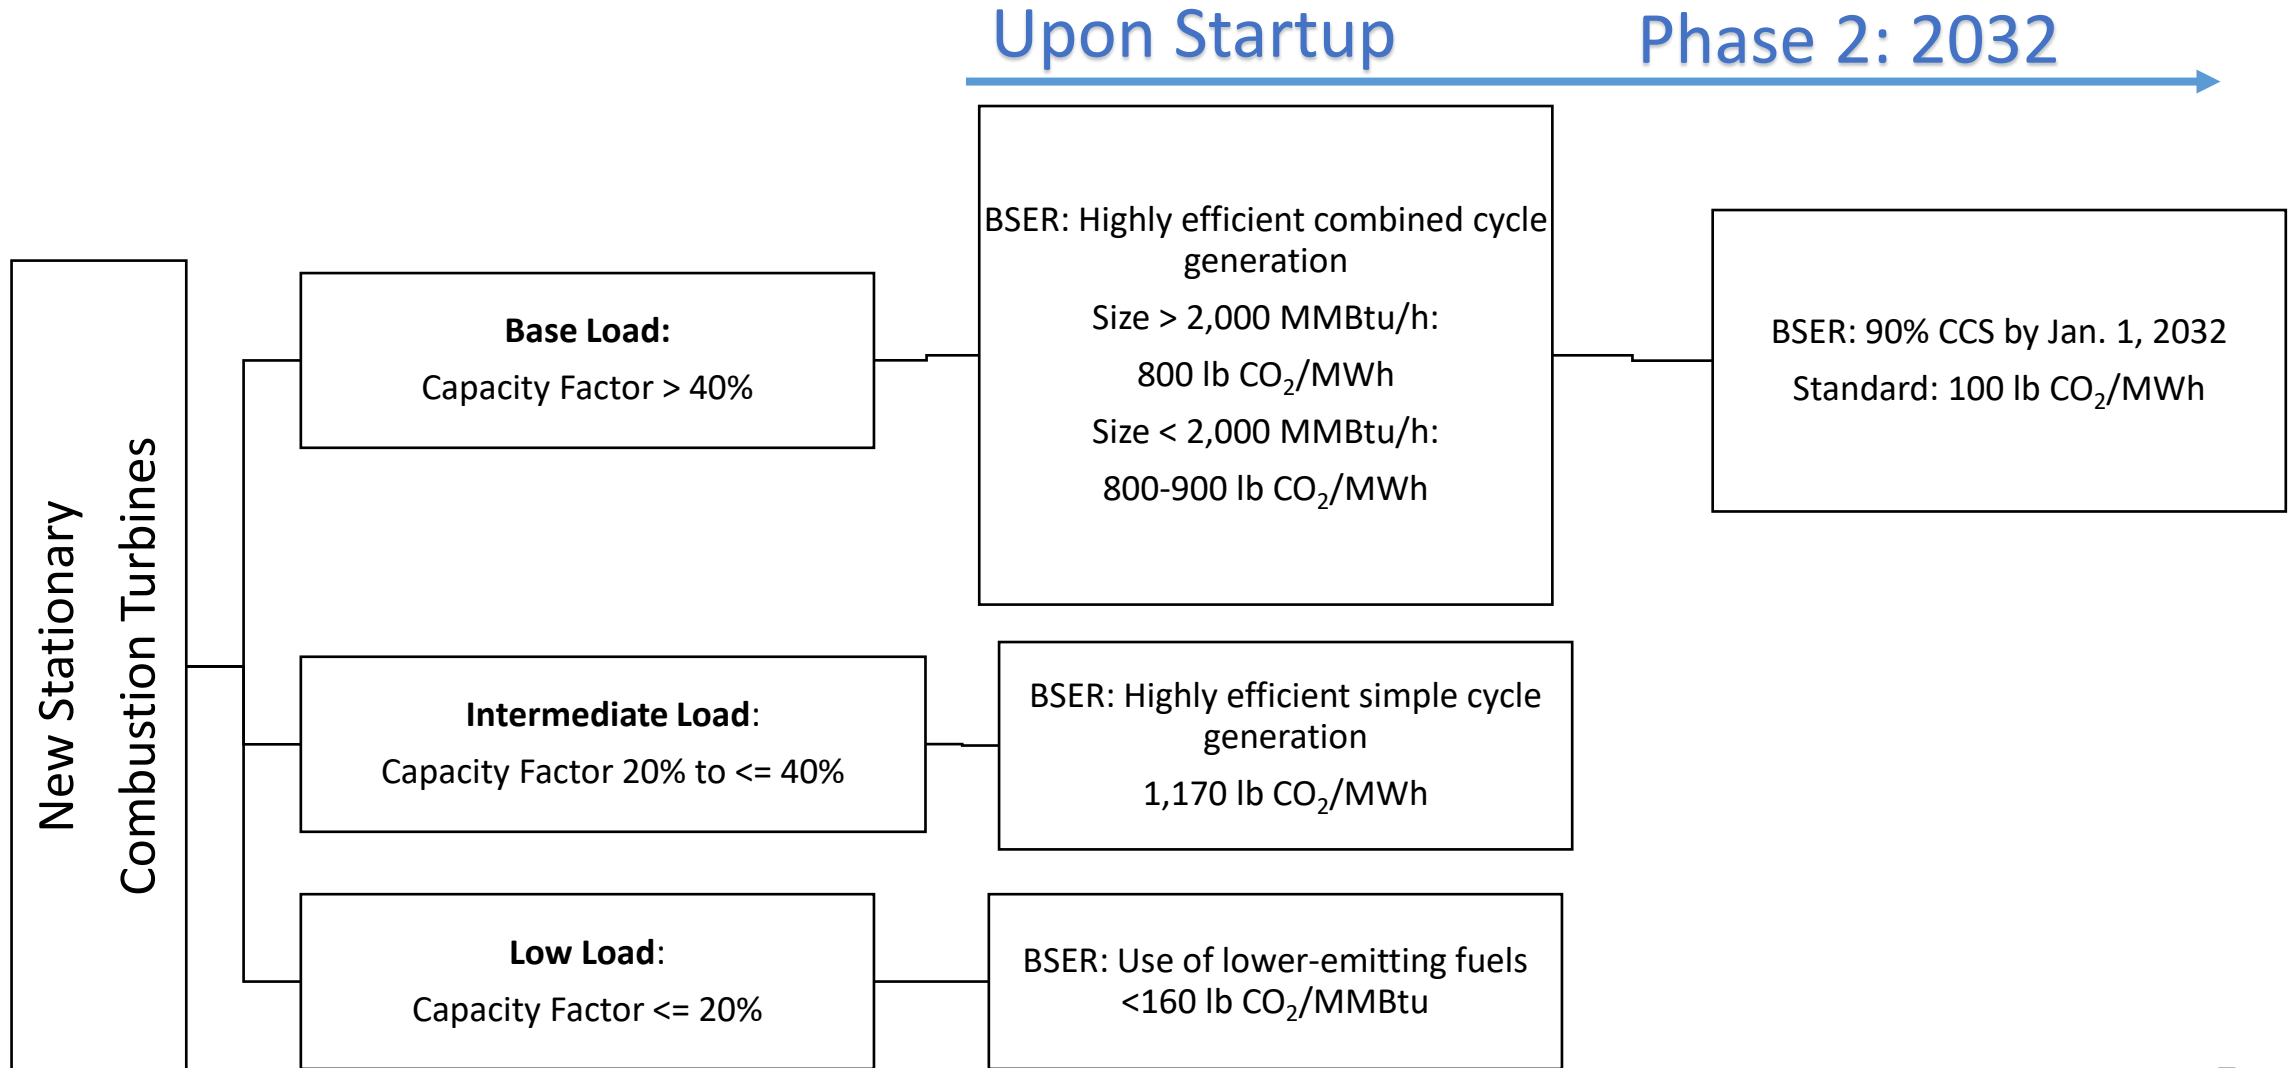 Upon Startup
Phase 2: 2032
New Stationary
Combustion Turbines
Base Load:
Capacity Factor > 40%
BSER: Highly efficient combined cycle
generation
Size > 2,000 MMBtu/h:
800 lb CO₂/MWh
Size < 2,000 MMBtu/h:
800-900 lb CO₂/MWh
BSER: 90% CCS by Jan. 1, 2032
Standard: 100 lb CO₂/MWh
Intermediate Load:
Capacity Factor 20% to <= 40%
BSER: Highly efficient simple cycle
generation
1,170 lb CO₂/MWh
Low Load:
Capacity Factor <= 20%
BSER: Use of lower-emitting fuels
<160 lb CO₂/MMBtu